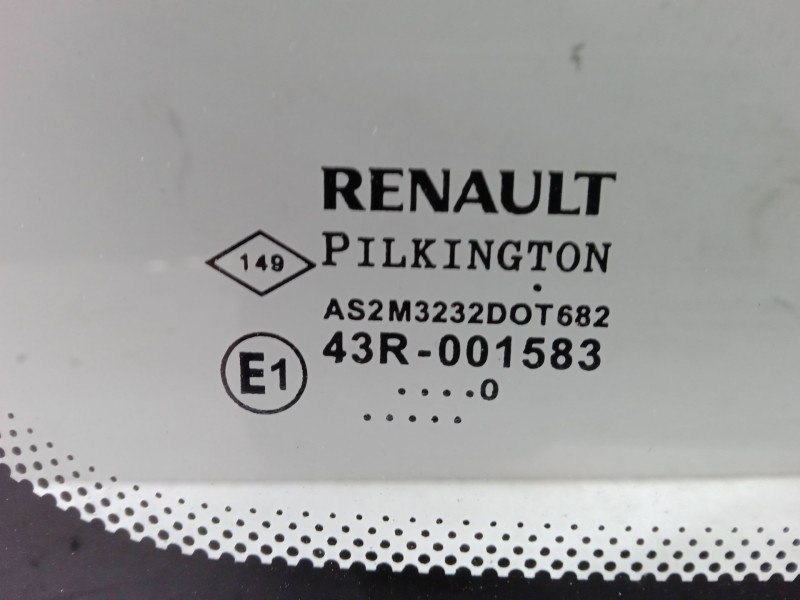 RENAULT
149 PILKINGTON
AS2M3232DOT682
E1 43R-001583
....0
.....